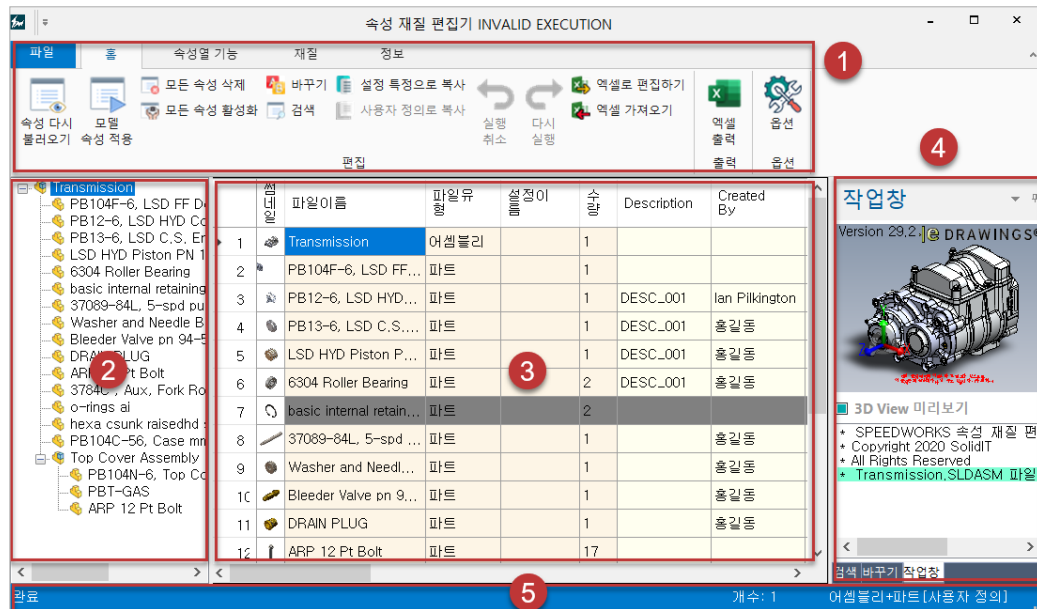 속성 재질 편집기 INVALID EXECUTION
파일 홈 속성열 기능 재질 정보
속성 다시 불러오기
모델 속성 적용
모든 속성 삭제
모든 속성 활성화
바꾸기
검색
설정 특정으로 복사
사용자 정의로 복사
실행 취소
다시 실행
엑셀로 편집하기
엑셀 가져오기
엑셀 출력
옵션
편집 출력 옵션
1
Transmission
PB104F-6, LSD FF D
PB12-6, LSD HYD Co
PB13-6, LSD C.S. Er
LSD HYD Piston PN 1
6304 Roller Bearing
basic internal retaining
37089-84L, 5-spd pu
Washer and Needle B
Bleeder Valve pn 94-5
DRAIN PLUG
ARP Pt Bolt
3784C , Aux, Fork Ro
o-rings ai
hexa csunk raisedhd
PB104C-56, Case mn
Top Cover Assembly
PB104N-6, Top Co
PBT-GAS
ARP 12 Pt Bolt
2
썸네일 파일이름 파일유형 설정이름 수량 Description Created By
1 Transmission 어셈블리 1
2 PB104F-6, LSD FF... 파트 1
3 PB12-6, LSD HYD... 파트 1 DESC_001 Ian Pilkington
4 PB13-6, LSD C.S.... 파트 1 DESC_001 홍길동
5 LSD HYD Piston P... 파트 1 DESC_001 홍길동
6 6304 Roller Bearing 파트 2 DESC_001 홍길동
7 basic internal retain... 파트 2
8 37089-84L, 5-spd ... 파트 1 홍길동
9 Washer and Needl... 파트 1 홍길동
10 Bleeder Valve pn 9... 파트 1 홍길동
11 DRAIN PLUG 파트 1 홍길동
12 ARP 12 Pt Bolt 파트 17
3
4
작업창
Version 29.2. e DRAWINGS
3D View 미리보기
* SPEEDWORKS 속성 재질 편
* Copyright 2020 SolidIT
* All Rights Reserved
* Transmission.SLDASM 파일
검색 바꾸기 작업창
완료 5 개수: 1 어셈블리+파트[사용자 정의]